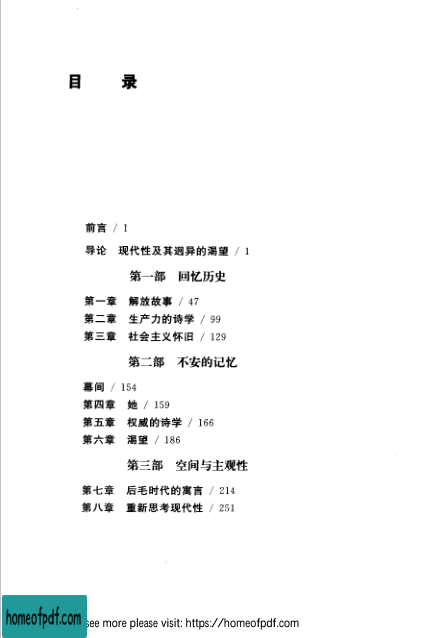 目 录
前言 / 1
导论 现代性及其迥异的渴望 / 1
第一部 回忆历史
第一章 解放故事 / 47
第二章 生产力的诗学 / 99
第三章 社会主义怀旧 / 129
第二部 不安的记忆
幕间 / 154
第四章 她 / 159
第五章 权威的诗学 / 166
第六章 渴望 / 186
第三部 空间与主观性
第七章 后毛时代的寓言 / 214
第八章 重新思考现代性 / 251
homeofpdf.com
see more please visit: https://homeofpdf.com